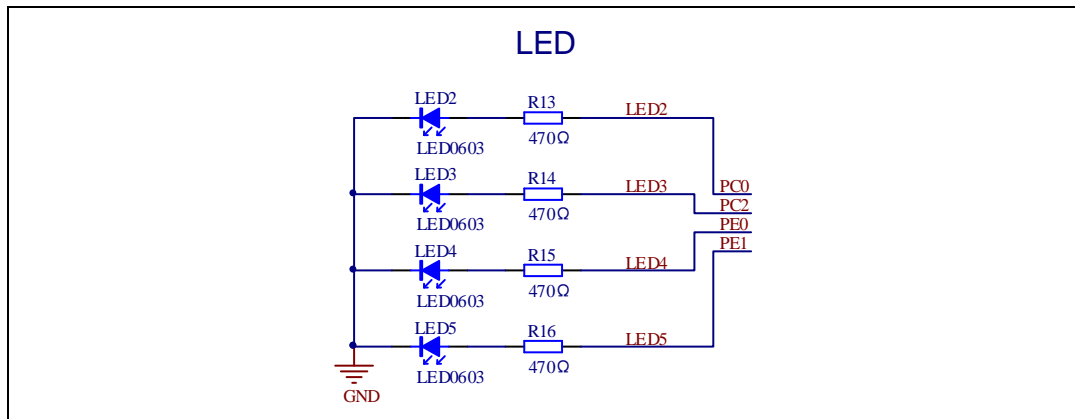 LED
LED2 R13 LED2
LED0603 470Ω
LED3 R14 LED3 PC0
LED0603 470Ω PC2
PE0
LED4 R15 LED4 PE1
LED0603 470Ω
LED5 R16 LED5
LED0603 470Ω
GND